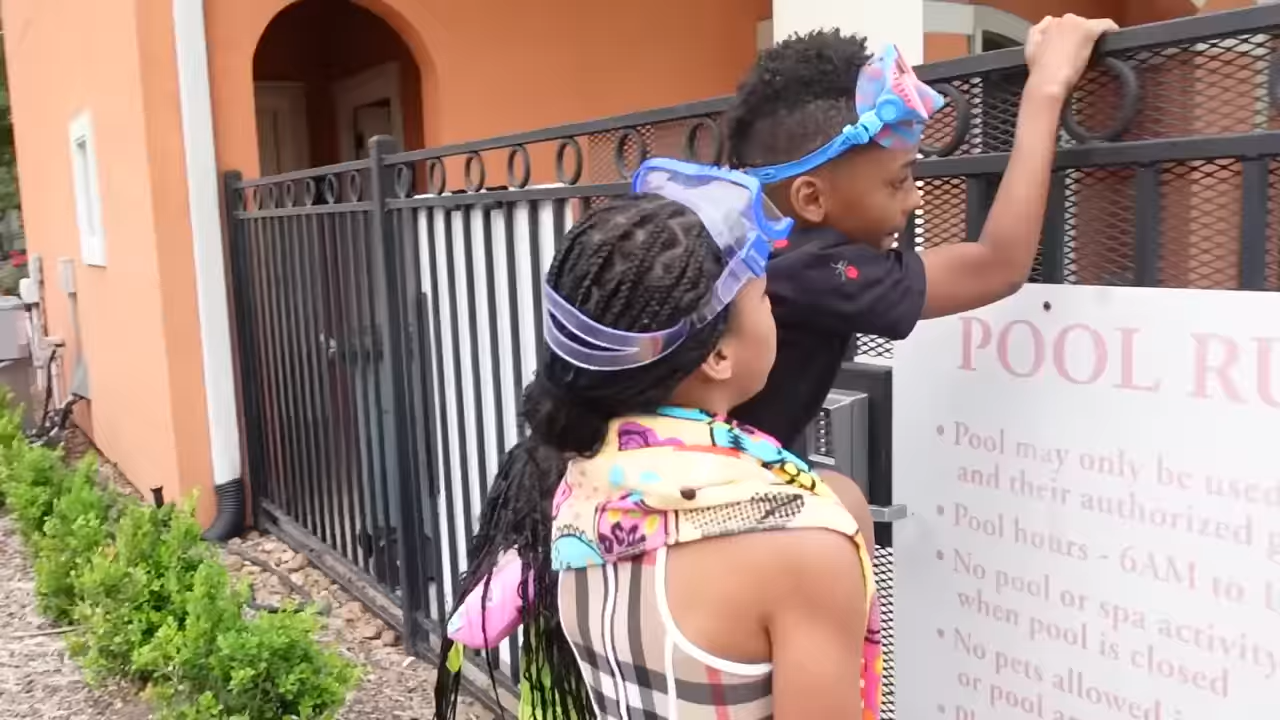 POOL RU
• Pool may only be used
and their authorized g
• Pool hours - 6AM to
• No pool or spa activity
when pool is closed
• No pets allowed
or pool